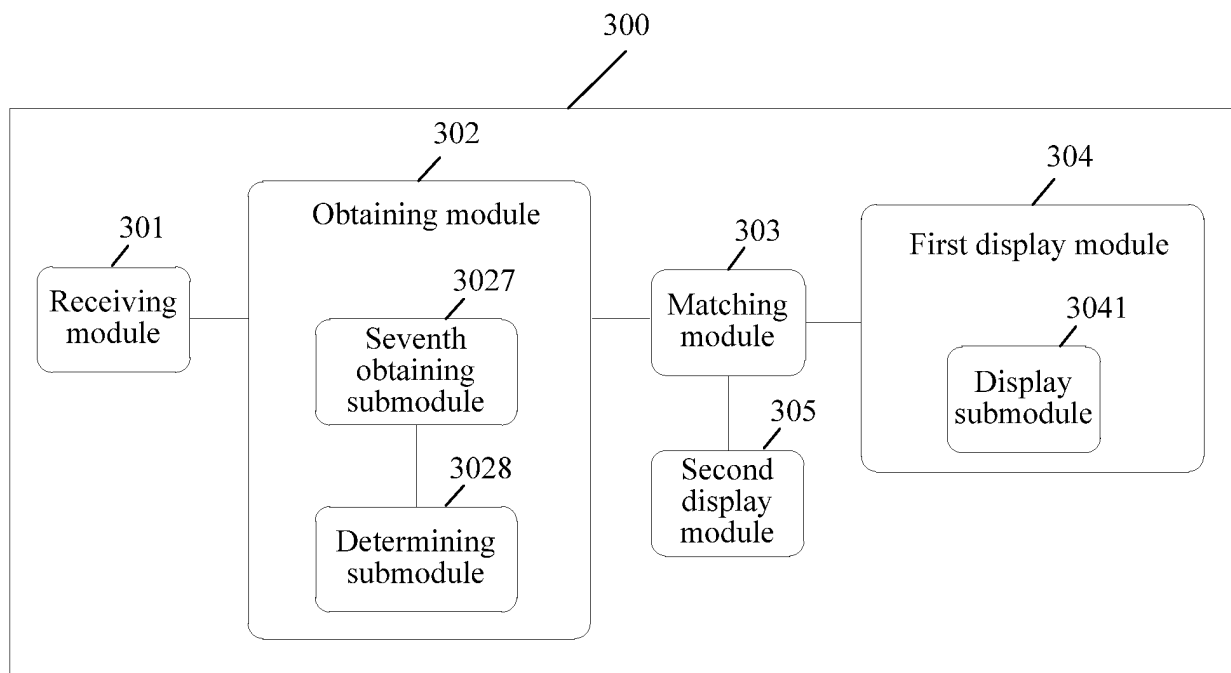 300
302
Obtaining module
301
Receiving
module
3027
Seventh
obtaining
submodule
3028
Determining
submodule
303
Matching
module
305
Second
display
module
304
First display module
3041
Display
submodule